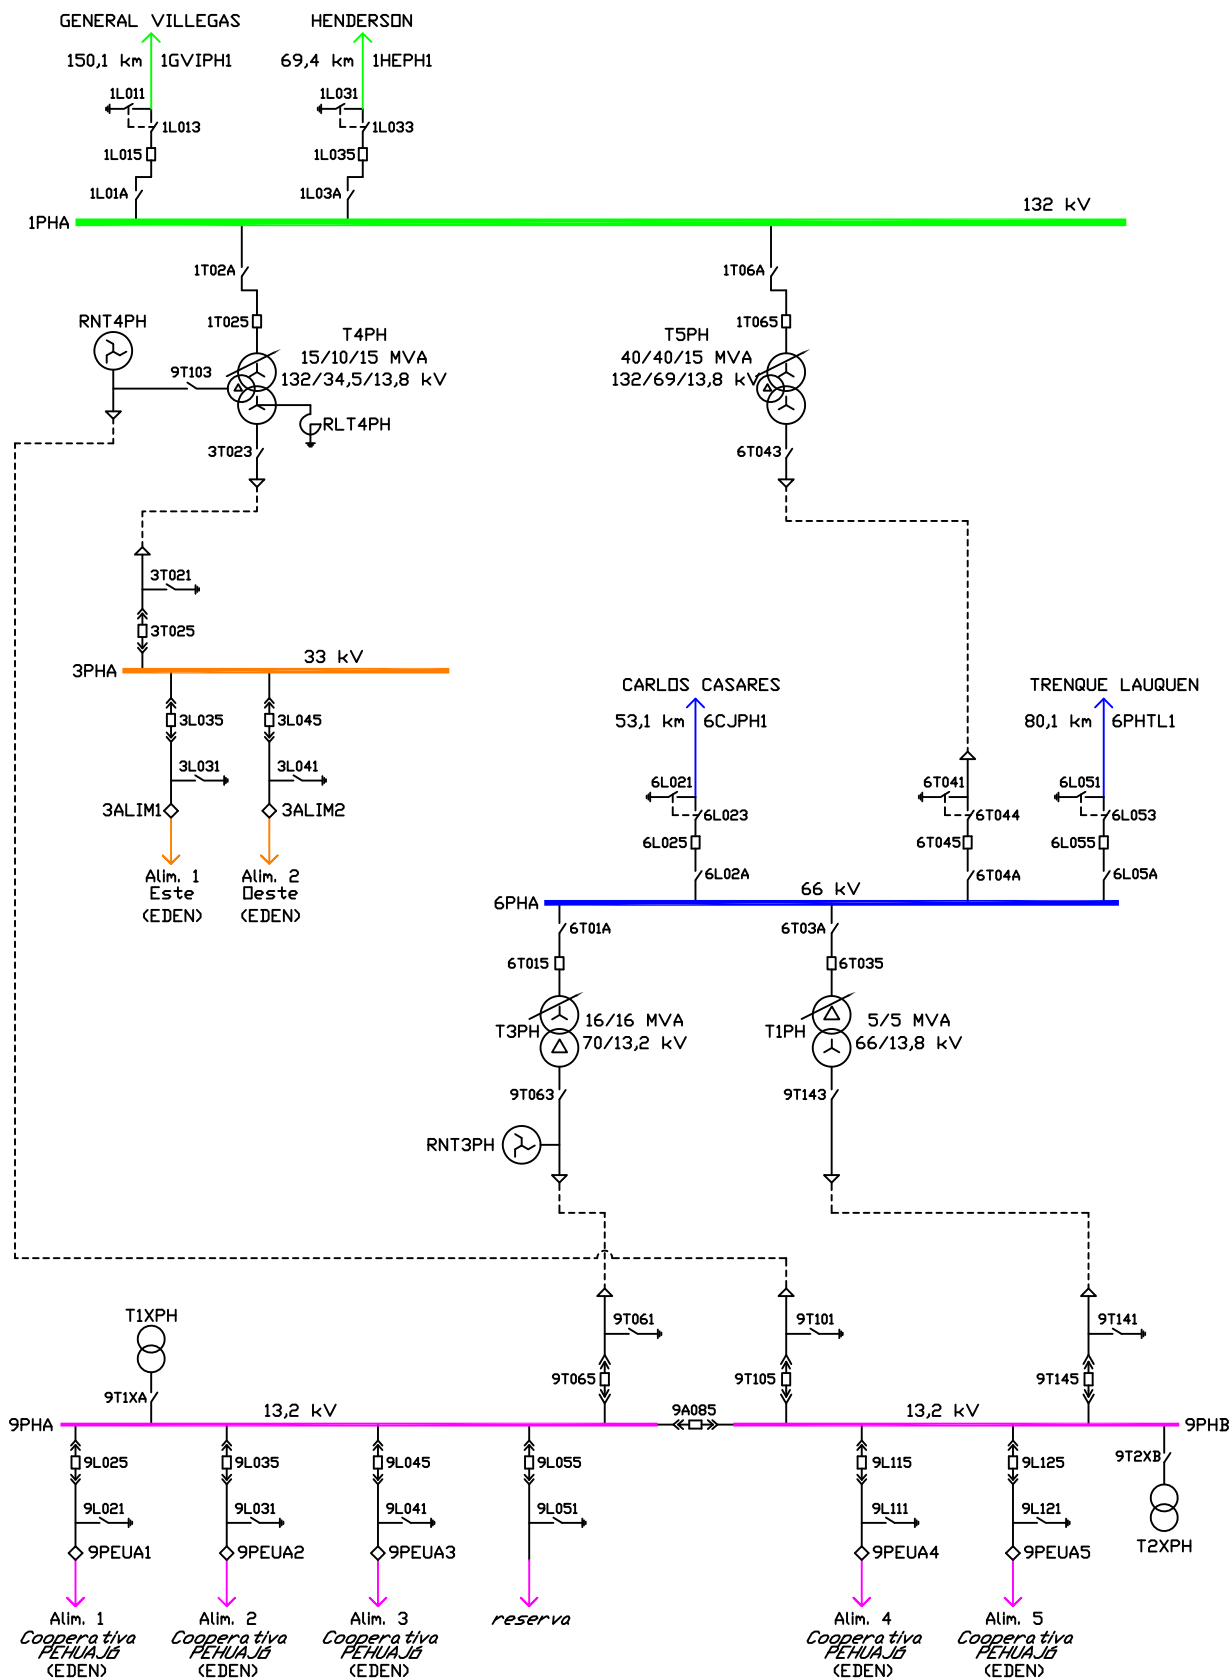 GENERAL VILLEGAS
HENDERSON
150,1 km 1GVIPH1
69,4 km 1HEPH1
1L011
1L031
1L013
1L033
1L015
1L035
1L01A
1L03A
132 kV
1PHA
1T02A
1T06A
RNT4PH
1T025
1T065
T4PH
15/10/15 MVA
132/34,5/13,8 kV
T5PH
40/40/15 MVA
132/69/13,8 kV
9T103
RLT4PH
3T023
6T043
3T021
3T025
33 kV
3PHA
3L035
3L045
3L031
3L041
3ALIM1
3ALIM2
Alim. 1
Este
(EDEN)
Alim. 2
Oeste
(EDEN)
CARLOS CASARES
53,1 km 6CJPH1
TRENQUE LAUQUEN
80,1 km 6PHTL1
6L021
6T041
6L051
6L023
6T044
6L053
6L025
6T045
6L055
6L02A
6T04A
6L05A
66 kV
6PHA
6T01A
6T03A
6T015
6T035
T3PH
16/16 MVA
70/13,2 kV
T1PH
5/5 MVA
66/13,8 kV
9T063
9T143
RNT3PH
T1XPH
9T061
9T101
9T141
9T065
9T105
9T145
9T1XA
13,2 kV
9A085
13,2 kV
9PHA
9PHB
9L025
9L035
9L045
9L055
9L115
9L125
9T2XB
9L021
9L031
9L041
9L051
9L111
9L121
T2XPH
9PEUA1
9PEUA2
9PEUA3
9PEUA4
9PEUA5
Alim. 1
Cooperativa
PEHUAJÓ
(EDEN)
Alim. 2
Cooperativa
PEHUAJÓ
(EDEN)
Alim. 3
Cooperativa
PEHUAJÓ
(EDEN)
reserva
Alim. 4
Cooperativa
PEHUAJÓ
(EDEN)
Alim. 5
Cooperativa
PEHUAJÓ
(EDEN)